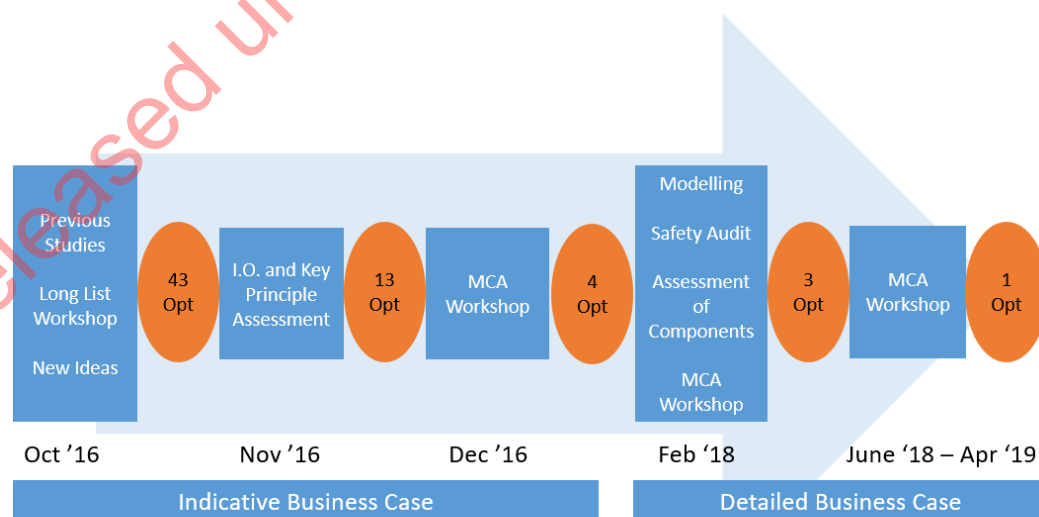 Released un
Previous
Studies
Long List
Workshop
New Ideas
43
Opt
I.O. and Key
Principle
Assessment
13
Opt
MCA
Workshop
4
Opt
Modelling
Safety Audit
Assessment
of
Components
MCA
Workshop
3
Opt
MCA
Workshop
1
Opt
Oct ’16
Nov ’16
Dec ’16
Feb ‘18
June ‘18 – Apr ‘19
Indicative Business Case
Detailed Business Case